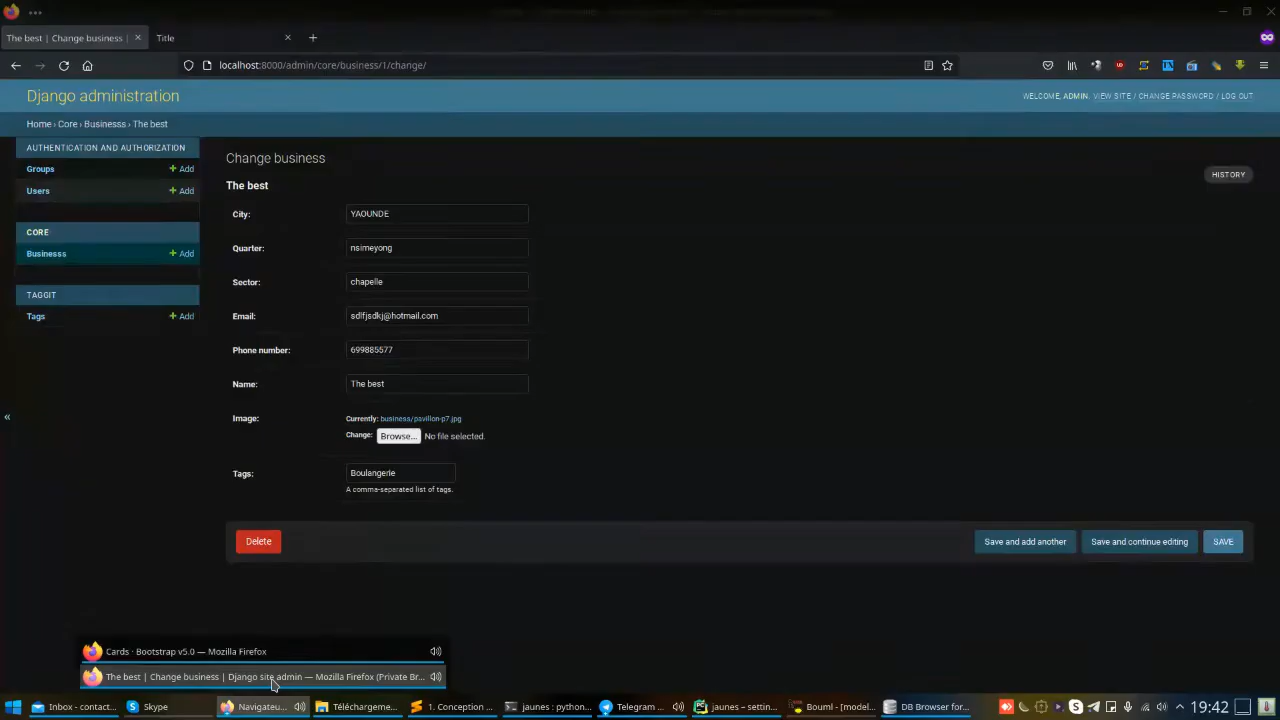 The best | Change business |
Title
localhost:8000/admin/core/business/1/change/
Django administration
WELCOME, ADMIN. VIEW SITE / CHANGE PASSWORD / LOG OUT
Home › Core › Businesss › The best
AUTHENTICATION AND AUTHORIZATION
Groups + Add
Users + Add
CORE
Businesss + Add
TAGGIT
Tags + Add
Change business
HISTORY
The best
City: YAOUNDE
Quarter: nsimeyong
Sector: chapelle
Email: sdlfjsdkj@hotmail.com
Phone number: 699885577
Name: The best
Image: Currently: business/pavillon-p7.jpg
Change: Browse... No file selected.
Tags: Boulangerie
A comma-separated list of tags.
Delete
Save and add another
Save and continue editing
SAVE
Cards · Bootstrap v5.0 — Mozilla Firefox
The best | Change business | Django site admin — Mozilla Firefox (Private Br...
Inbox - contact...
Skype
Navigateu...
Téléchargeme...
1. Conception ...
jaunes : python...
Telegram ...
jaunes – settin...
Bouml - [model...
DB Browser for...
19:42